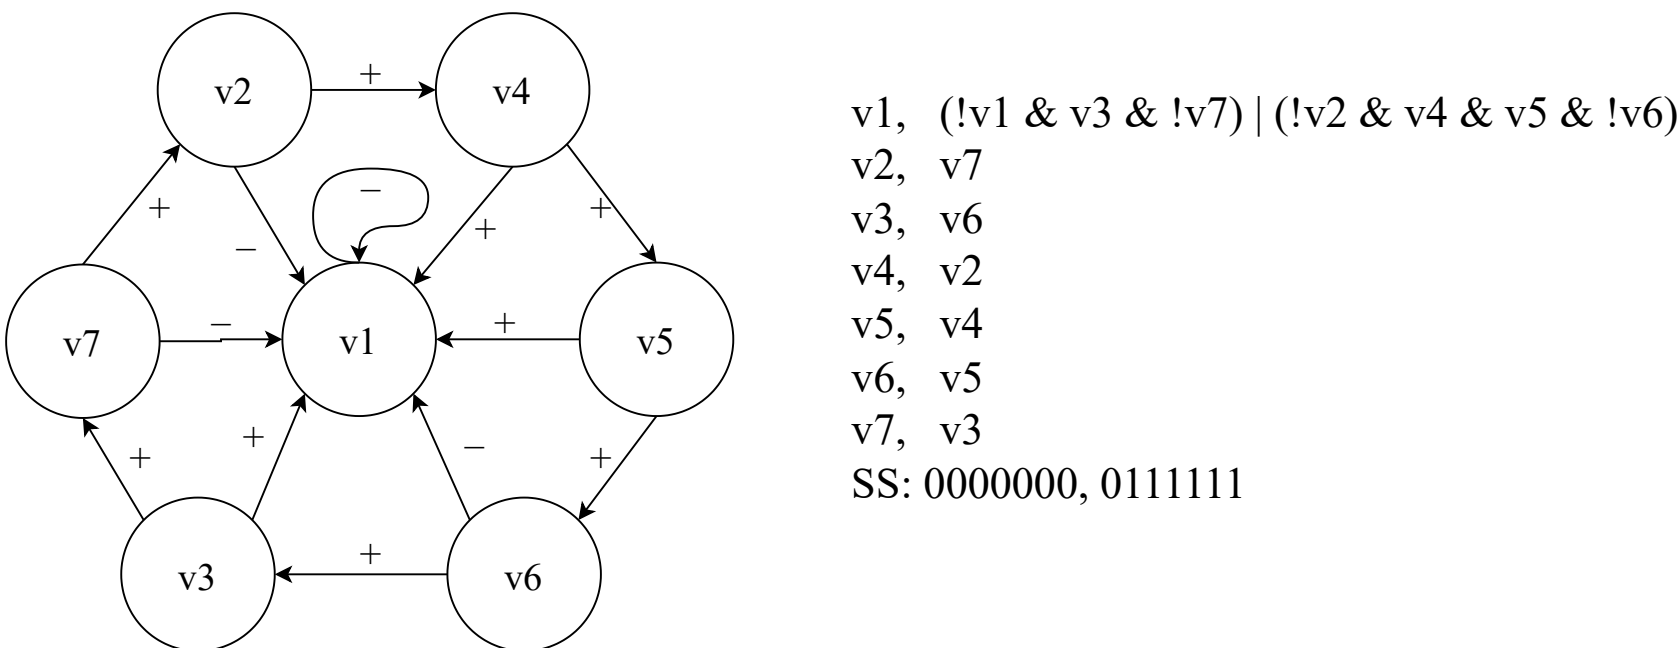 v2 + v4
v1, (!v1 & v3 & !v7) | (!v2 & v4 & v5 & !v6)
v2, v7
v3, v6
v4, v2
v5, v4
v6, v5
v7, v3
SS: 0000000, 0111111
−
+ +
− +
v7 − v1 + v5
+ + − +
v3 + v6